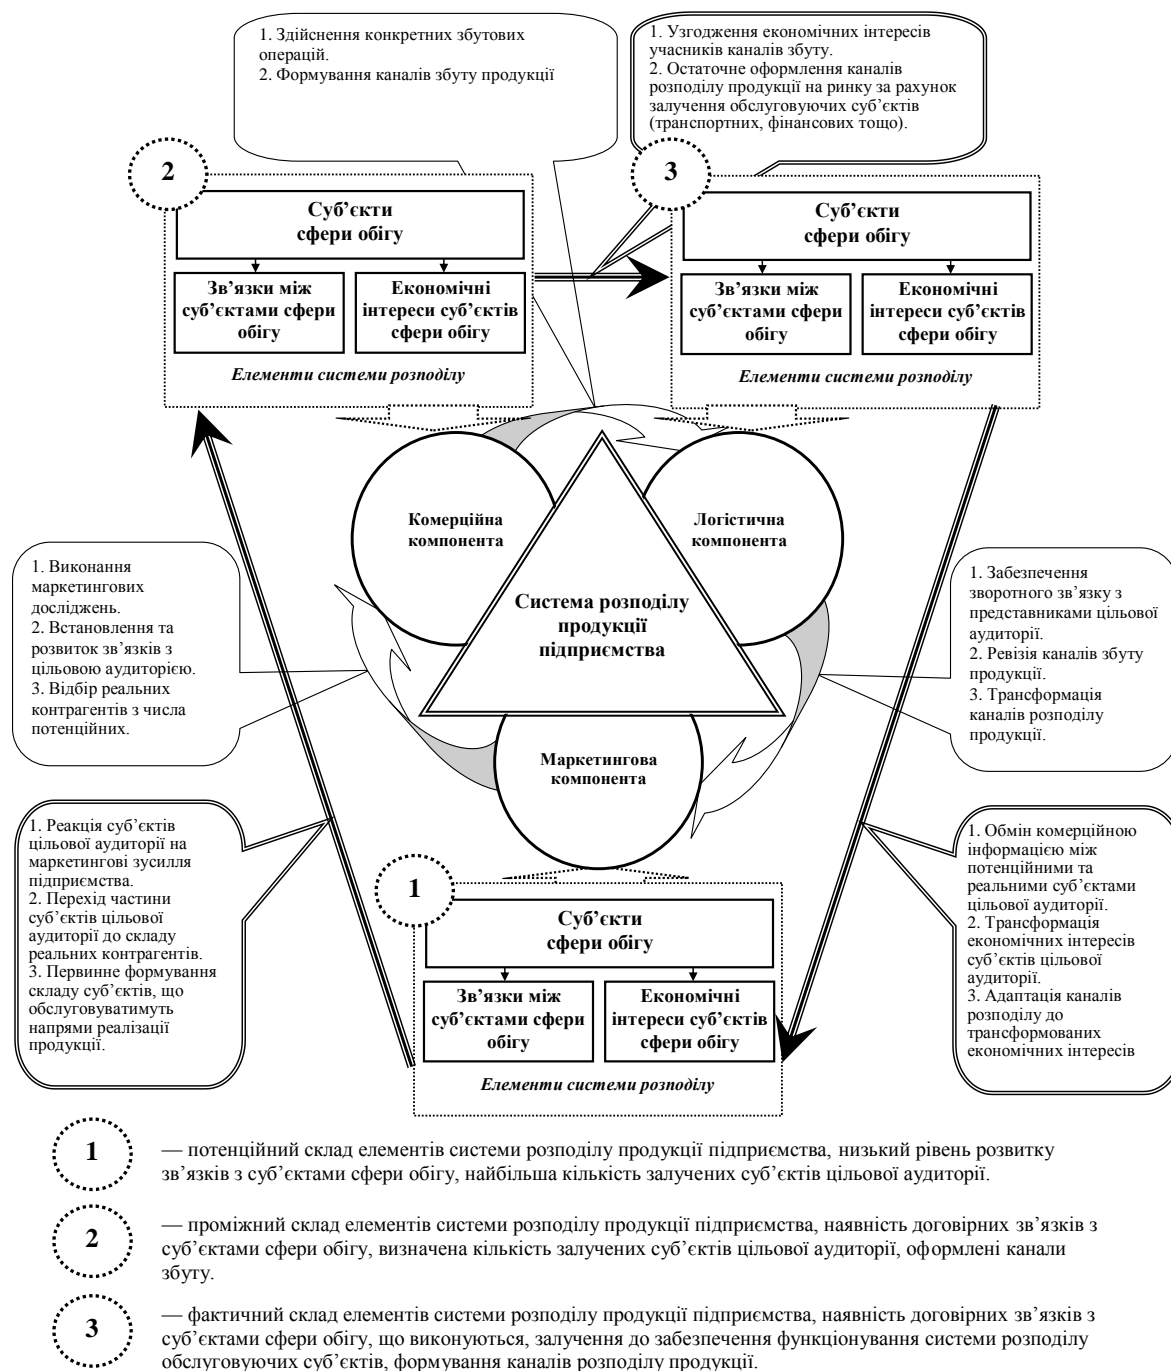 1. Здійснення конкретних збутових
операцій.
2. Формування каналів збуту продукції
1. Узгодження економічних інтересів
учасників каналів збуту.
2. Остаточне оформлення каналів
розподілу продукції на ринку за рахунок
залучення обслуговуючих суб’єктів
(транспортних, фінансових тощо).
2
Суб’єкти
сфери обігу
Зв’язки між
суб’єктами сфери
обігу
Економічні
інтереси суб’єктів
сфери обігу
Елементи системи розподілу
3
Суб’єкти
сфери обігу
Зв’язки між
суб’єктами сфери
обігу
Економічні
інтереси суб’єктів
сфери обігу
Елементи системи розподілу
Комерційна
компонента
Логістична
компонента
Система розподілу
продукції
підприємства
Маркетингова
компонента
1. Виконання
маркетингових
досліджень.
2. Встановлення та
розвиток зв’язків з
цільовою аудиторією.
3. Відбір реальних
контрагентів з числа
потенційних.
1. Забезпечення
зворотного зв’язку з
представниками цільової
аудиторії.
2. Ревізія каналів збуту
продукції.
3. Трансформація
каналів розподілу
продукції.
1. Реакція суб’єктів
цільової аудиторії на
маркетингові зусилля
підприємства.
2. Перехід частини
суб’єктів цільової
аудиторії до складу
реальних контрагентів.
3. Первинне формування
складу суб’єктів, що
обслуговуватимуть
напрями реалізації
продукції.
1. Обмін комерційною
інформацією між
потенційними та
реальними суб’єктами
цільової аудиторії.
2. Трансформація
економічних інтересів
суб’єктів цільової
аудиторії.
3. Адаптація каналів
розподілу до
трансформованих
економічних інтересів
1
Суб’єкти
сфери обігу
Зв’язки між
суб’єктами сфери
обігу
Економічні
інтереси суб’єктів
сфери обігу
Елементи системи розподілу
1
— потенційний склад елементів системи розподілу продукції підприємства, низький рівень розвитку
зв’язків з суб’єктами сфери обігу, найбільша кількість залучених суб’єктів цільової аудиторії.
2
— проміжний склад елементів системи розподілу продукції підприємства, наявність договірних зв’язків з
суб’єктами сфери обігу, визначена кількість залучених суб’єктів цільової аудиторії, оформлені канали
збуту.
3
— фактичний склад елементів системи розподілу продукції підприємства, наявність договірних зв’язків з
суб’єктами сфери обігу, що виконуються, залучення до забезпечення функціонування системи розподілу
обслуговуючих суб’єктів, формування каналів розподілу продукції.